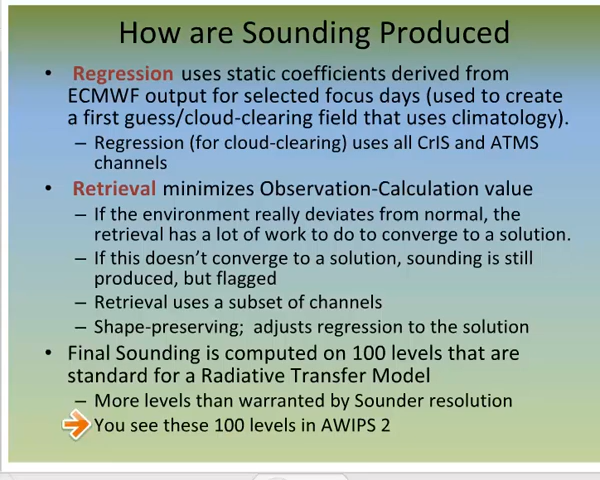 How are Sounding Produced
• Regression uses static coefficients derived from
ECMWF output for selected focus days (used to create
a first guess/cloud-clearing field that uses climatology).
– Regression (for cloud-clearing) uses all CrIS and ATMS
channels
• Retrieval minimizes Observation-Calculation value
– If the environment really deviates from normal, the
retrieval has a lot of work to do to converge to a solution.
– If this doesn’t converge to a solution, sounding is still
produced, but flagged
– Retrieval uses a subset of channels
– Shape-preserving;  adjusts regression to the solution
• Final Sounding is computed on 100 levels that are
standard for a Radiative Transfer Model
– More levels than warranted by Sounder resolution
You see these 100 levels in AWIPS 2